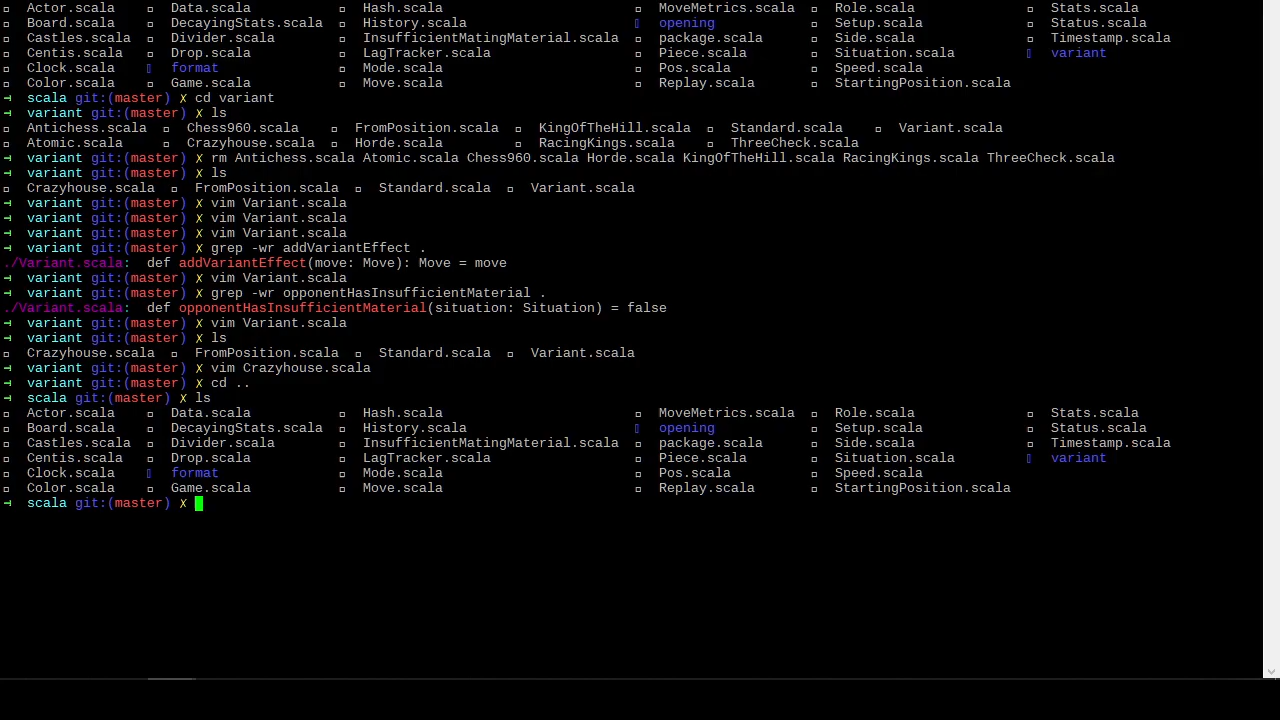 Actor.scala Data.scala Hash.scala MoveMetrics.scala Role.scala Stats.scala
Board.scala DecayingStats.scala History.scala opening Setup.scala Status.scala
Castles.scala Divider.scala InsufficientMatingMaterial.scala package.scala Side.scala Timestamp.scala
Centis.scala Drop.scala LagTracker.scala Piece.scala Situation.scala variant
Clock.scala format Mode.scala Pos.scala Speed.scala
Color.scala Game.scala Move.scala Replay.scala StartingPosition.scala
→ scala git:(master) ✗ cd variant
→ variant git:(master) ✗ ls
Antichess.scala Chess960.scala FromPosition.scala KingOfTheHill.scala Standard.scala Variant.scala
Atomic.scala Crazyhouse.scala Horde.scala RacingKings.scala ThreeCheck.scala
→ variant git:(master) ✗ rm Antichess.scala Atomic.scala Chess960.scala Horde.scala KingOfTheHill.scala RacingKings.scala ThreeCheck.scala
→ variant git:(master) ✗ ls
Crazyhouse.scala FromPosition.scala Standard.scala Variant.scala
→ variant git:(master) ✗ vim Variant.scala
→ variant git:(master) ✗ vim Variant.scala
→ variant git:(master) ✗ vim Variant.scala
→ variant git:(master) ✗ grep -wr addVariantEffect .
./Variant.scala: def addVariantEffect(move: Move): Move = move
→ variant git:(master) ✗ vim Variant.scala
→ variant git:(master) ✗ grep -wr opponentHasInsufficientMaterial .
./Variant.scala: def opponentHasInsufficientMaterial(situation: Situation) = false
→ variant git:(master) ✗ vim Variant.scala
→ variant git:(master) ✗ ls
Crazyhouse.scala FromPosition.scala Standard.scala Variant.scala
→ variant git:(master) ✗ vim Crazyhouse.scala
→ variant git:(master) ✗ cd ..
→ scala git:(master) ✗ ls
Actor.scala Data.scala Hash.scala MoveMetrics.scala Role.scala Stats.scala
Board.scala DecayingStats.scala History.scala opening Setup.scala Status.scala
Castles.scala Divider.scala InsufficientMatingMaterial.scala package.scala Side.scala Timestamp.scala
Centis.scala Drop.scala LagTracker.scala Piece.scala Situation.scala variant
Clock.scala format Mode.scala Pos.scala Speed.scala
Color.scala Game.scala Move.scala Replay.scala StartingPosition.scala
→ scala git:(master) ✗